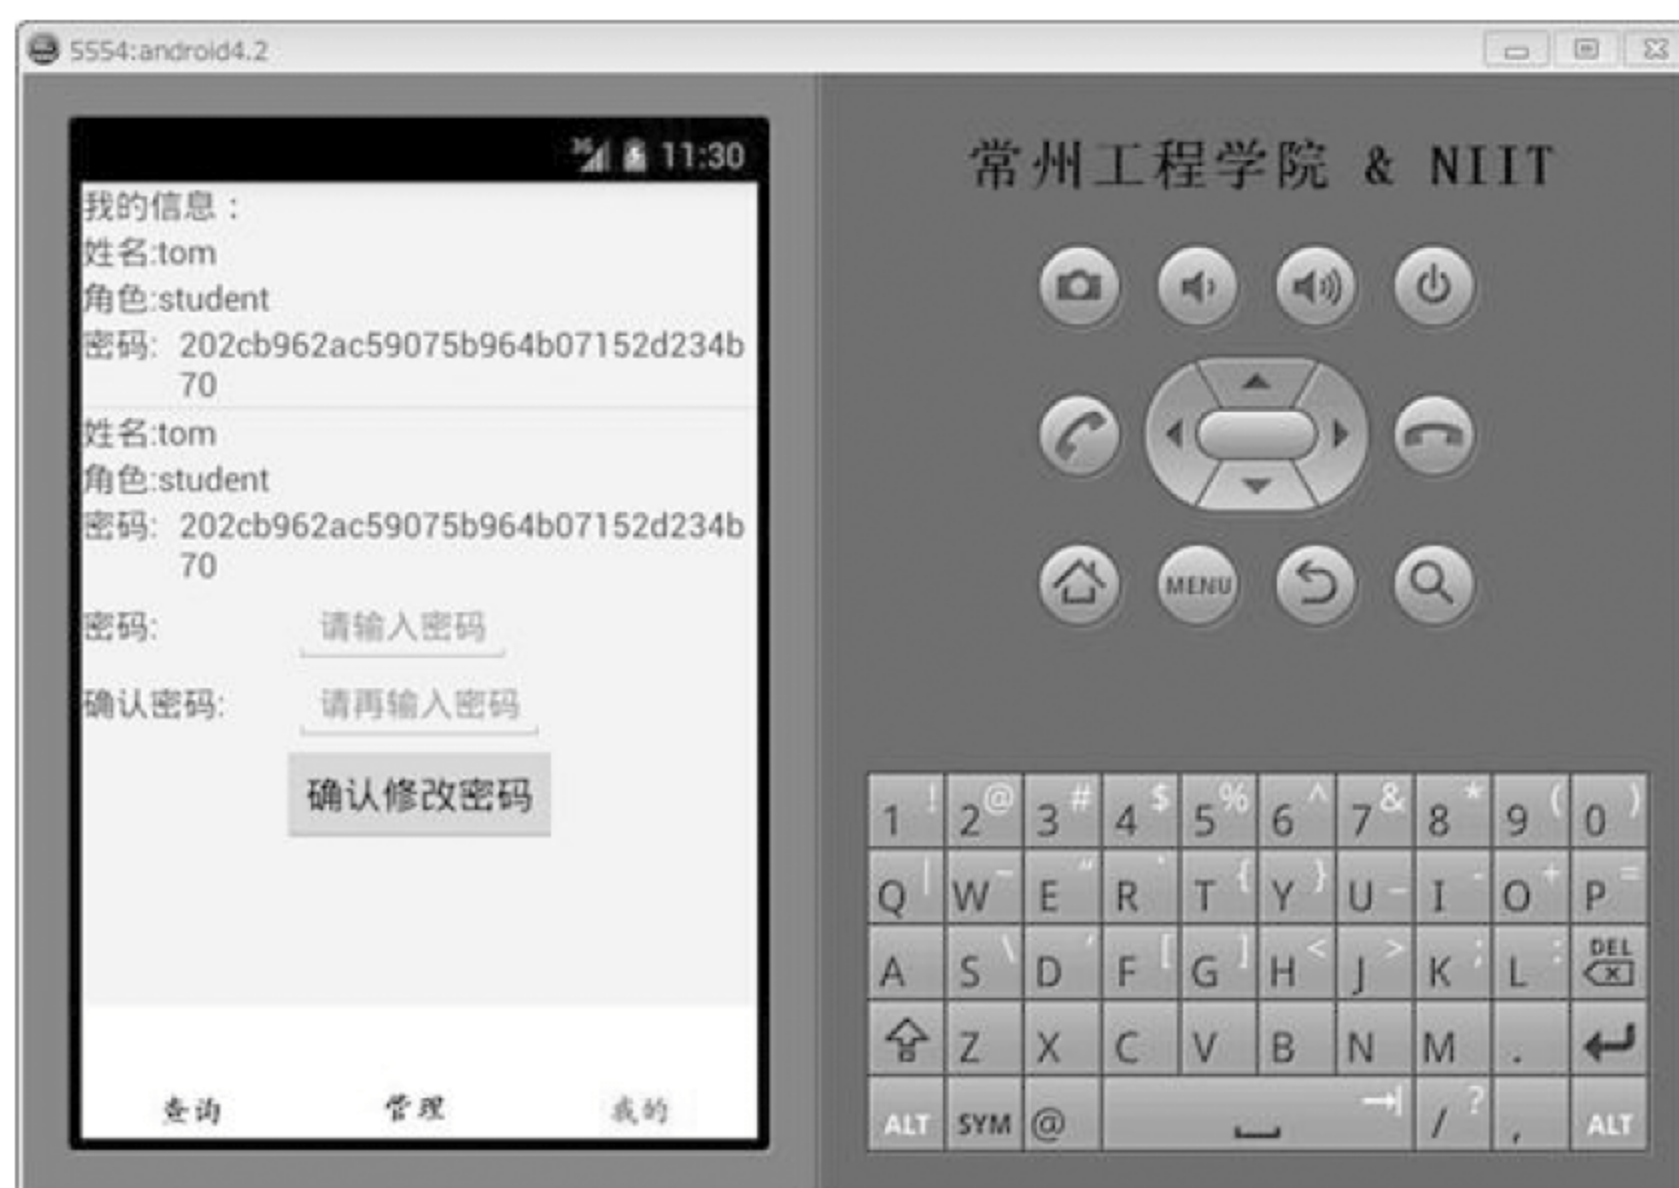 5554:android4.2
3G 11:30
我的信息：
姓名:tom
角色:student
密码: 202cb962ac59075b964b07152d234b
70
姓名:tom
角色:student
密码: 202cb962ac59075b964b07152d234b
70
密码: 请输入密码
确认密码: 请再输入密码
确认修改密码
查询 管理 我的
常州工程学院 & NIIT
MENU
1 ! 2 @ 3 # 4 $ 5 % 6 ^ 7 & 8 * 9 ( 0 )
Q | W ~ E " R ` T { Y } U _ I - O + P =
A S \ D ' F [ G ] H < J > K ; L : DEL
Z X C V B N M .
ALT SYM @ / ? , ALT